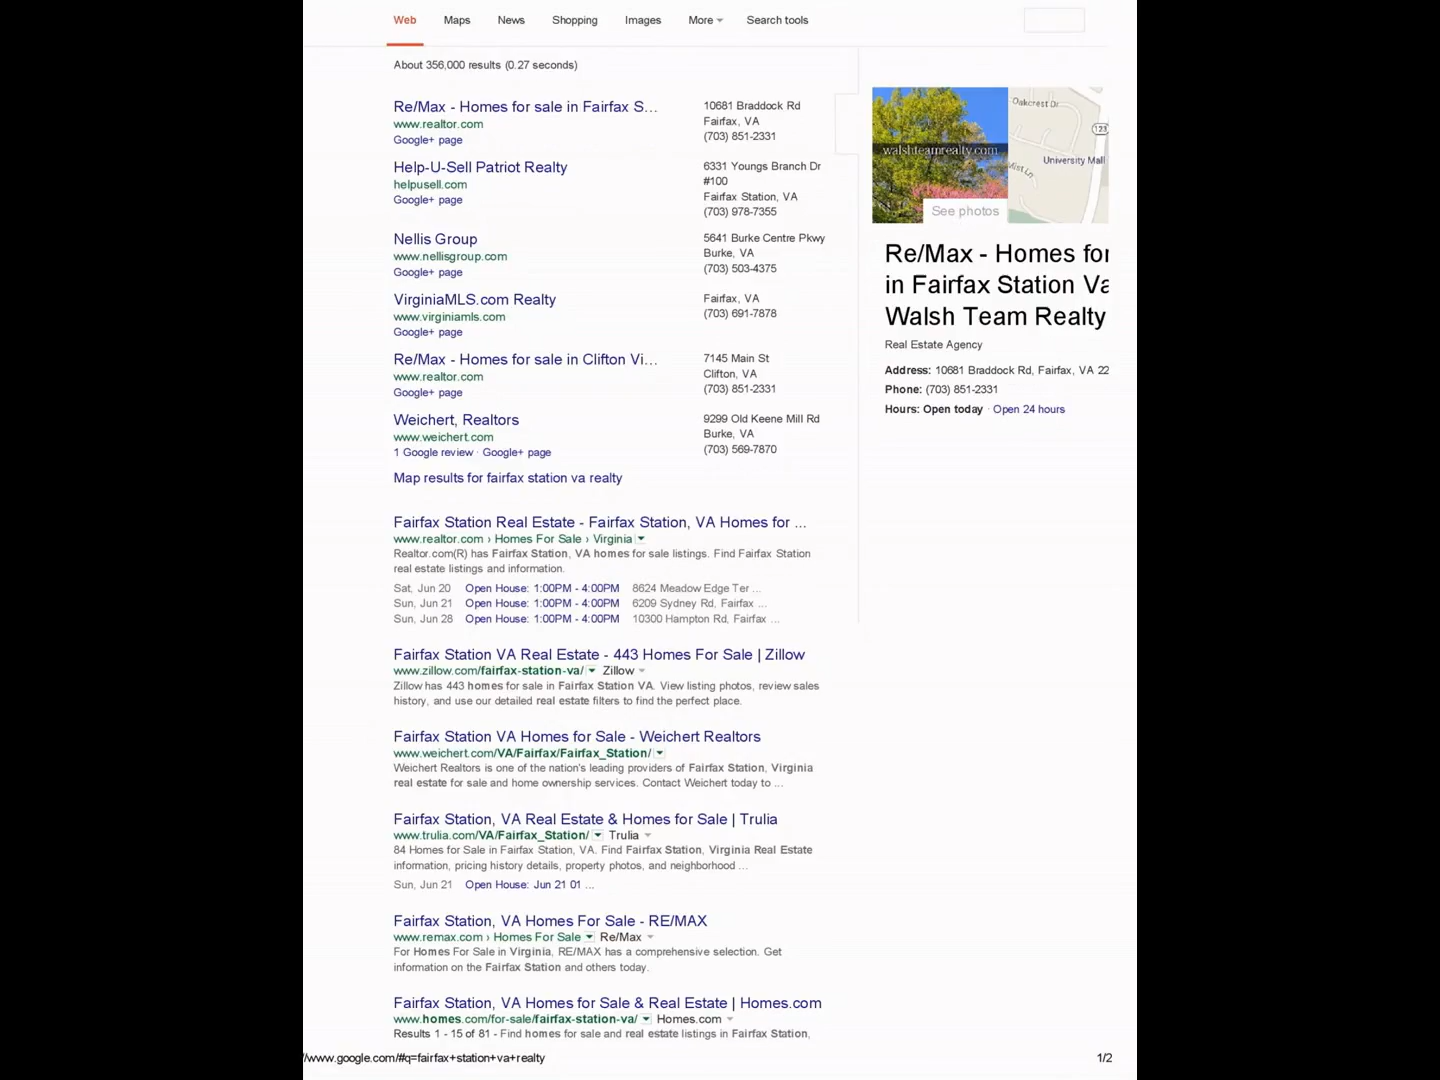 Web Maps News Shopping Images More Search tools
About 356,000 results (0.27 seconds)
Re/Max - Homes for sale in Fairfax S...
www.realtor.com
Google+ page
10681 Braddock Rd
Fairfax, VA
(703) 851-2331
Help-U-Sell Patriot Realty
helpusell.com
Google+ page
6331 Youngs Branch Dr
#100
Fairfax Station, VA
(703) 978-7355
Nellis Group
www.nellisgroup.com
Google+ page
5641 Burke Centre Pkwy
Burke, VA
(703) 503-4375
VirginiaMLS.com Realty
www.virginiamls.com
Google+ page
Fairfax, VA
(703) 691-7878
Re/Max - Homes for sale in Clifton Vi...
www.realtor.com
Google+ page
7145 Main St
Clifton, VA
(703) 851-2331
Weichert, Realtors
www.weichert.com
1 Google review · Google+ page
9299 Old Keene Mill Rd
Burke, VA
(703) 569-7870
Map results for fairfax station va realty
Fairfax Station Real Estate - Fairfax Station, VA Homes for ...
www.realtor.com › Homes For Sale › Virginia
Realtor.com(R) has Fairfax Station, VA homes for sale listings. Find Fairfax Station
real estate listings and information.
Sat, Jun 20 Open House: 1:00PM - 4:00PM 8624 Meadow Edge Ter ...
Sun, Jun 21 Open House: 1:00PM - 4:00PM 6209 Sydney Rd, Fairfax ...
Sun, Jun 28 Open House: 1:00PM - 4:00PM 10300 Hampton Rd, Fairfax ...
Fairfax Station VA Real Estate - 443 Homes For Sale | Zillow
www.zillow.com/fairfax-station-va/ Zillow
Zillow has 443 homes for sale in Fairfax Station VA. View listing photos, review sales
history, and use our detailed real estate filters to find the perfect place.
Fairfax Station VA Homes for Sale - Weichert Realtors
www.weichert.com/VA/Fairfax/Fairfax_Station/
Weichert Realtors is one of the nation's leading providers of Fairfax Station, Virginia
real estate for sale and home ownership services. Contact Weichert today to ...
Fairfax Station, VA Real Estate & Homes for Sale | Trulia
www.trulia.com/VA/Fairfax_Station/ Trulia
84 Homes for Sale in Fairfax Station, VA. Find Fairfax Station, Virginia Real Estate
information, pricing history details, property photos, and neighborhood ...
Sun, Jun 21 Open House: Jun 21 01 ...
Fairfax Station, VA Homes For Sale - RE/MAX
www.remax.com › Homes For Sale Re/Max
For Homes For Sale in Virginia, RE/MAX has a comprehensive selection. Get
information on the Fairfax Station and others today.
Fairfax Station, VA Homes for Sale & Real Estate | Homes.com
www.homes.com/for-sale/fairfax-station-va/ Homes.com
Results 1 - 15 of 81 - Find homes for sale and real estate listings in Fairfax Station,
walshteamrealty.com
See photos
Oakcrest Dr
123
University Mall
Mist Ln
Re/Max - Homes for
in Fairfax Station Va
Walsh Team Realty
Real Estate Agency
Address: 10681 Braddock Rd, Fairfax, VA 22
Phone: (703) 851-2331
Hours: Open today · Open 24 hours
//www.google.com/#q=fairfax+station+va+realty
1/2